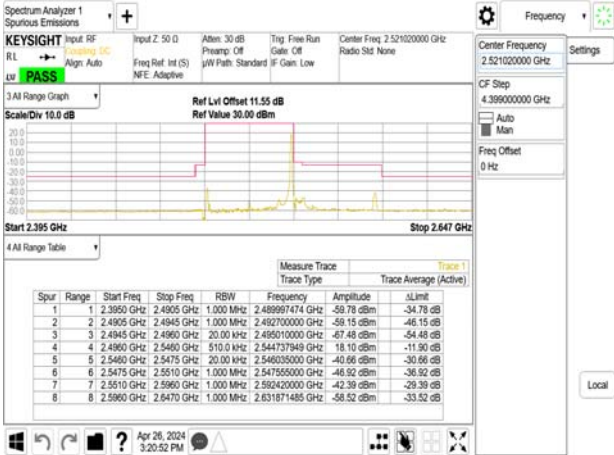 Spectrum Analyzer 1
Spurious Emissions
+
Frequency
KEYSIGHT
RL
PASS
Input: RF
Coupling: DC
Align: Auto
Input Z: 50 Ω
Freq Ref: Int (S)
NFE: Adaptive
Atten: 30 dB
Preamp: Off
µW Path: Standard
Trig: Free Run
Gate: Off
IF Gain: Low
Center Freq: 2.521020000 GHz
Radio Std: None
Center Frequency
2.521020000 GHz
Settings
CF Step
4.399000000 GHz
Auto
Man
Freq Offset
0 Hz
Local
3 All Range Graph
Scale/Div 10.0 dB
Ref Lvl Offset 11.55 dB
Ref Value 30.00 dBm
20.0
10.0
0.00
-10.0
-20.0
-30.0
-40.0
-50.0
-60.0
Start 2.395 GHz
Stop 2.647 GHz
4 All Range Table
Measure Trace Trace 1
Trace Type Trace Average (Active)
Spur Range Start Freq Stop Freq RBW Frequency Amplitude ∆Limit
1 1 2.3950 GHz 2.4905 GHz 1.000 MHz 2.489997474 GHz -59.78 dBm -34.78 dB
2 2 2.4905 GHz 2.4945 GHz 1.000 MHz 2.492700000 GHz -59.15 dBm -46.15 dB
3 3 2.4945 GHz 2.4960 GHz 20.00 kHz 2.495010000 GHz -67.48 dBm -54.48 dB
4 4 2.4960 GHz 2.5460 GHz 510.0 kHz 2.544737949 GHz 18.10 dBm -11.90 dB
5 5 2.5460 GHz 2.5475 GHz 20.00 kHz 2.546035000 GHz -40.66 dBm -30.66 dB
6 6 2.5475 GHz 2.5510 GHz 1.000 MHz 2.547555000 GHz -46.92 dBm -36.92 dB
7 7 2.5510 GHz 2.5960 GHz 1.000 MHz 2.592420000 GHz -42.39 dBm -29.39 dB
8 8 2.5960 GHz 2.6470 GHz 1.000 MHz 2.631871485 GHz -58.52 dBm -33.52 dB
?
Apr 26, 2024
3:20:52 PM